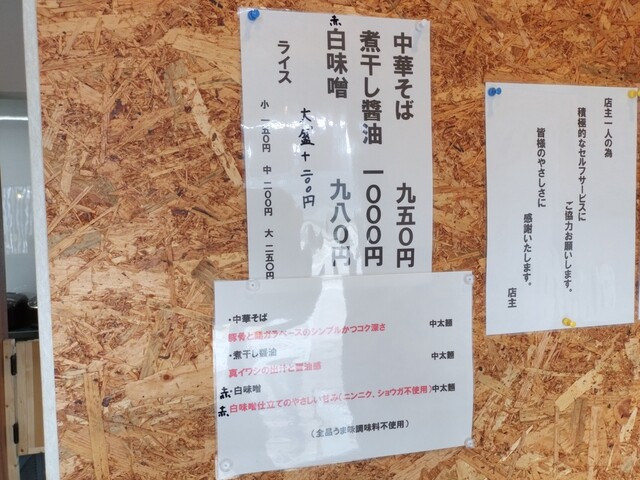 中華そば 九五〇円
煮干し醤油 一〇〇〇円
赤
白味噌 九八〇円
大盛+二〇〇円
ライス
小 一五〇円 中 二〇〇円 大 二五〇円
店主一人の為
積極的なセルフサービスに
ご協力お願いします。
皆様のやさしさに
感謝いたします。
店主
・中華そば 中太麺
豚骨と鶏ガラベースのシンプルかつコク深さ
・煮干し醤油 中太麺
真イワシの出汁と醤油感
赤・白味噌 中太麺
赤、白味噌仕立てのやさしい甘み(ニンニク、ショウガ不使用)
(全品うま味調味料不使用)